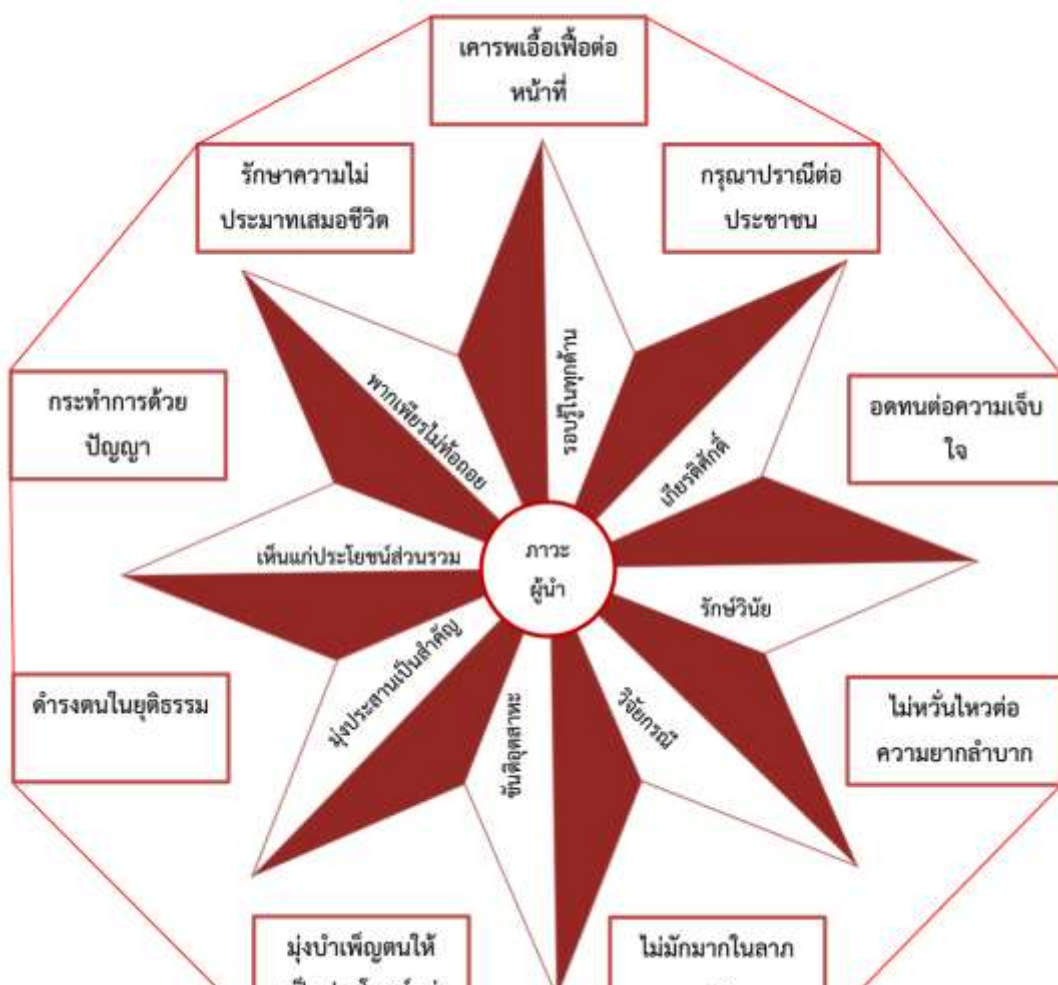 เคารพเอื้อเฟื้อต่อ
หน้าที่
รักษาความไม่
ประมาทเสมอชีวิต
กรุณาปราณีต่อ
ประชาชน
กระทำการด้วย
ปัญญา
อดทนต่อความเจ็บ
ใจ
รอบรู้ในทุกด้าน
พากเพียรไม่ท้อถอย
เกียรติศักดิ์
เห็นแก่ประโยชน์ส่วนรวม
ภาวะ
ผู้นำ
รักษ์วินัย
มุ่งประสานเป็นสำคัญ
ขันติอุตสาหะ
วิจัยกรณี
ดำรงตนในยุติธรรม
ไม่หวั่นไหวต่อ
ความยากลำบาก
มุ่งบำเพ็ญตนให้
ไม่มักมากในลาภ